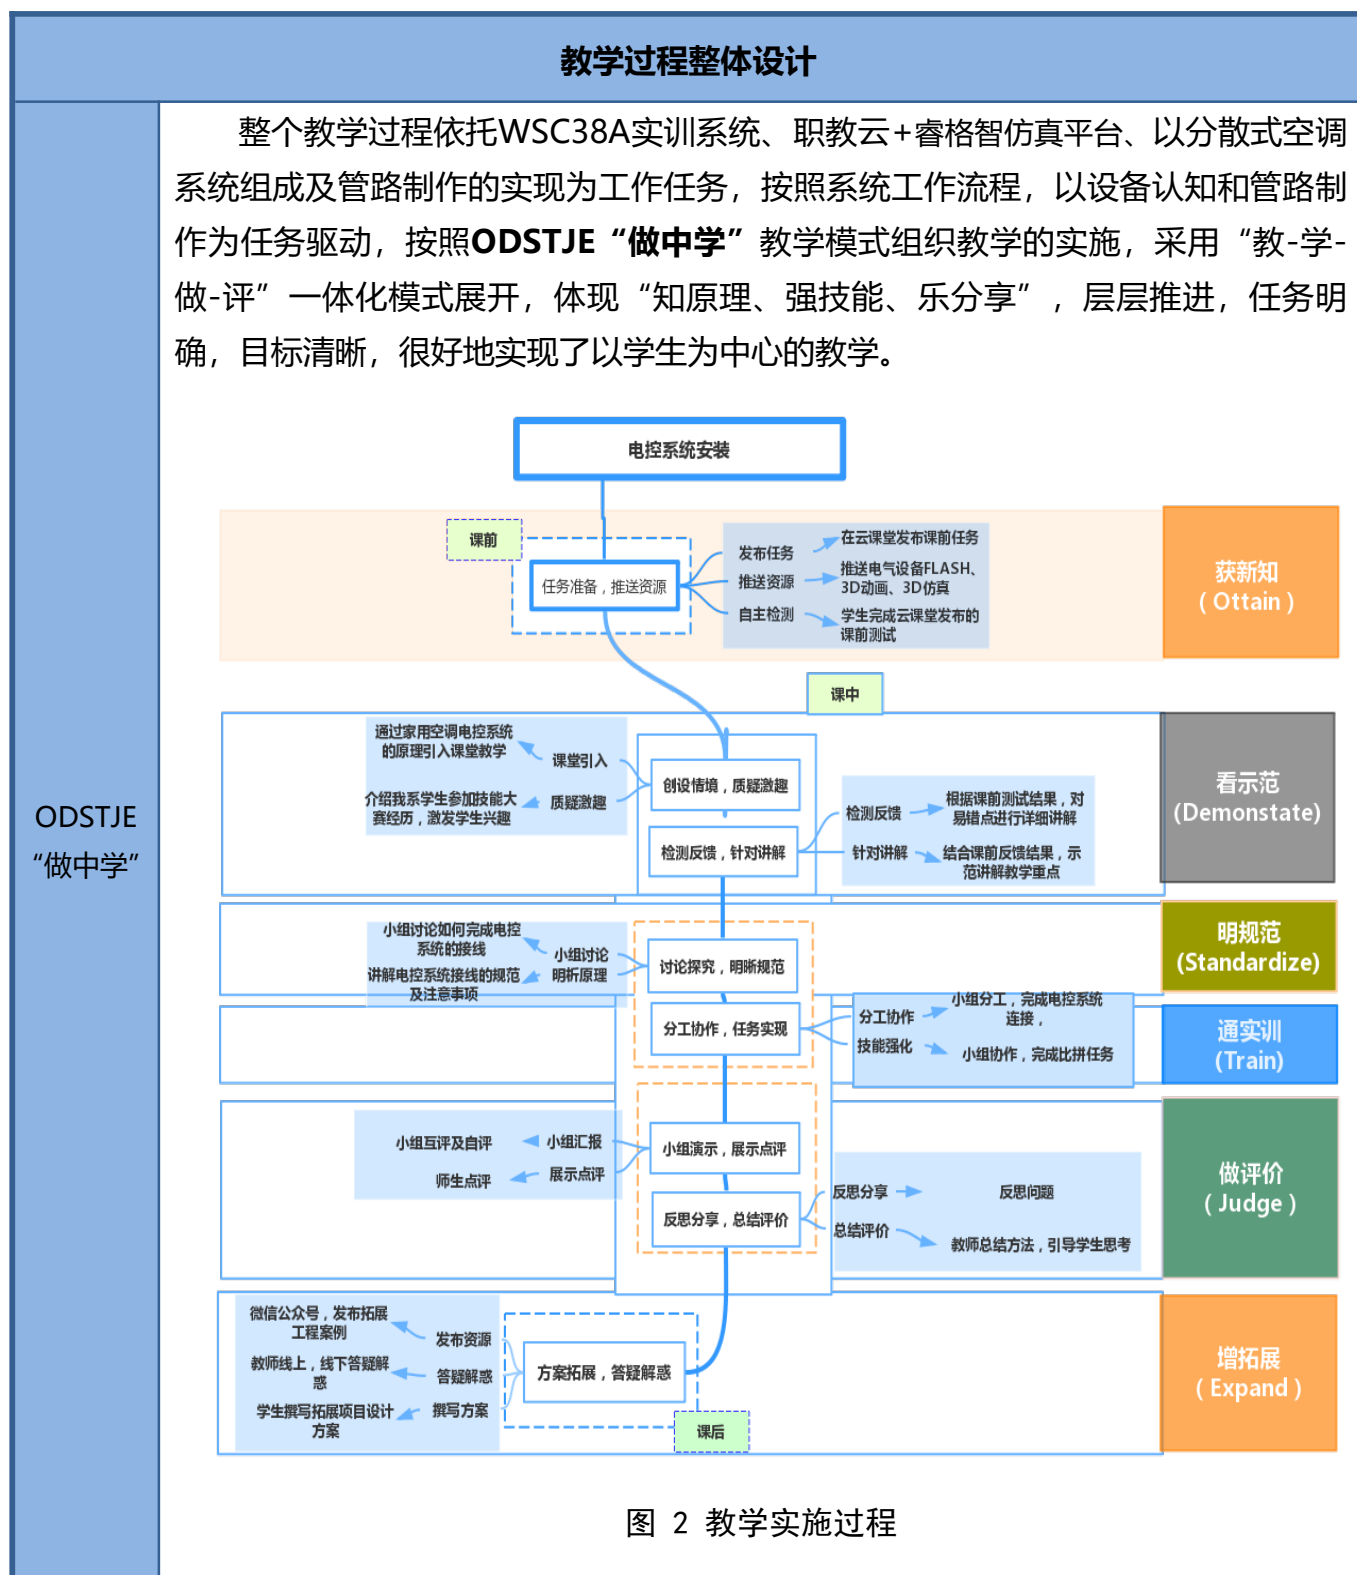 教学过程整体设计
ODSTJE
“做中学”
整个教学过程依托WSC38A实训系统、职教云+睿格智仿真平台、以分散式空调
系统组成及管路制作的实现为工作任务，按照系统工作流程，以设备认知和管路制
作为任务驱动，按照ODSTJE“做中学”教学模式组织教学的实施，采用“教-学-
做-评”一体化模式展开，体现“知原理、强技能、乐分享”，层层推进，任务明
确，目标清晰，很好地实现了以学生为中心的教学。
电控系统安装
课前
任务准备，推送资源
发布任务
在云课堂发布课前任务
推送资源
推送电气设备FLASH、
3D动画、3D仿真
自主检测
学生完成云课堂发布的
课前测试
获新知
（ Ottain ）
课中
通过家用空调电控系统
的原理引入课堂教学
课堂引入
介绍我系学生参加技能大
赛经历，激发学生兴趣
质疑激趣
创设情境，质疑激趣
检测反馈，针对讲解
检测反馈
根据课前测试结果，对
易错点进行详细讲解
针对讲解
结合课前反馈结果，示
范讲解教学重点
看示范
(Demonstate)
小组讨论如何完成电控
系统的接线
小组讨论
讲解电控系统接线的规范
及注意事项
明析原理
讨论探究，明晰规范
明规范
(Standardize)
分工协作，任务实现
分工协作
小组分工，完成电控系统
连接，
技能强化
小组协作，完成比拼任务
通实训
(Train)
小组互评及自评
小组汇报
师生点评
展示点评
小组演示，展示点评
反思分享，总结评价
反思分享
反思问题
总结评价
教师总结方法，引导学生思考
做评价
（ Judge ）
微信公众号，发布拓展
工程案例
发布资源
教师线上，线下答疑解
惑
答疑解惑
学生撰写拓展项目设计
方案
撰写方案
方案拓展，答疑解惑
课后
增拓展
（ Expand ）
图 2 教学实施过程